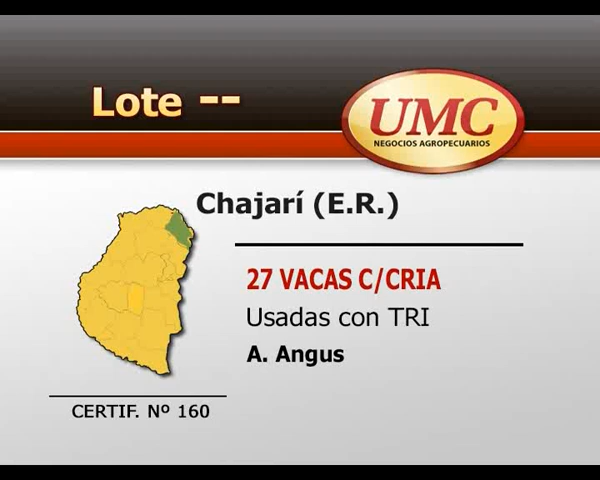 Lote --
UMC
NEGOCIOS AGROPECUARIOS
Chajarí (E.R.)
27 VACAS C/CRIA
Usadas con TRI
A. Angus
CERTIF. Nº 160